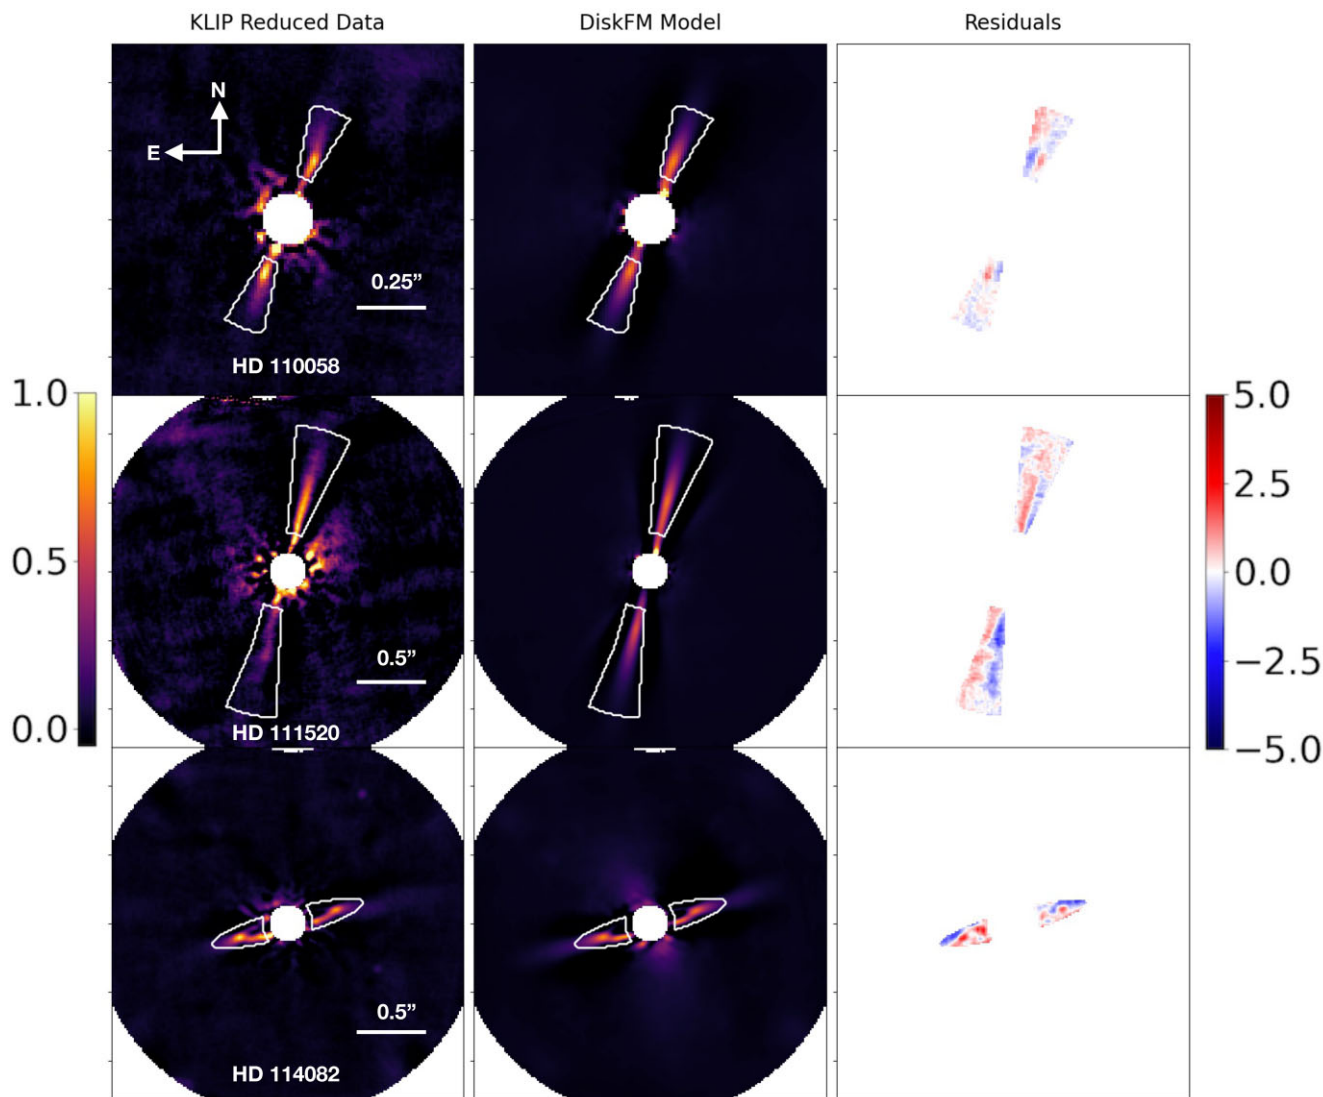 KLIP Reduced Data DiskFM Model Residuals
N
E
0.25”
HD 110058
1.0
0.5
0.0
5.0
2.5
0.0
−2.5
−5.0
0.5”
HD 111520
0.5”
HD 114082